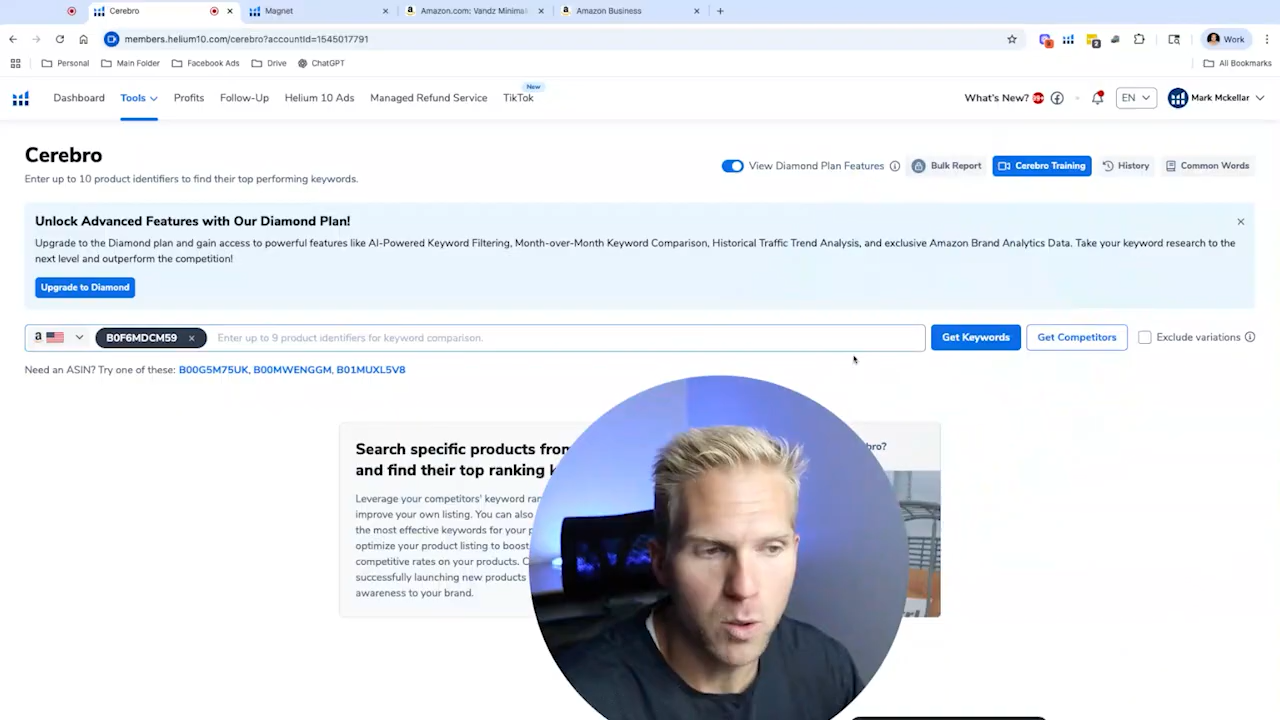 Cerebro
Magnet
Amazon.com: Vandz Minimali
Amazon Business
members.helium10.com/cerebro?accountId=1545017791
Work
Personal
Main Folder
Facebook Ads
Drive
ChatGPT
All Bookmarks
Dashboard
Tools
Profits
Follow-Up
Helium 10 Ads
Managed Refund Service
TikTok
New
What's New?
EN
Mark Mckellar
Cerebro
Enter up to 10 product identifiers to find their top performing keywords.
View Diamond Plan Features
Bulk Report
Cerebro Training
History
Common Words
Unlock Advanced Features with Our Diamond Plan!
Upgrade to the Diamond plan and gain access to powerful features like AI-Powered Keyword Filtering, Month-over-Month Keyword Comparison, Historical Traffic Trend Analysis, and exclusive Amazon Brand Analytics Data. Take your keyword research to the
next level and outperform the competition!
Upgrade to Diamond
B0F6MDCM59
Enter up to 9 product identifiers for keyword comparison.
Get Keywords
Get Competitors
Exclude variations
Need an ASIN? Try one of these: B00G5M75UK, B00MWENGGM, B01MUXL5V8
Search specific products from
and find their top ranking k
bro?
Leverage your competitors' keyword ran
improve your own listing. You can also
the most effective keywords for your p
optimize your product listing to boost
competitive rates on your products. C
successfully launching new products
awareness to your brand.